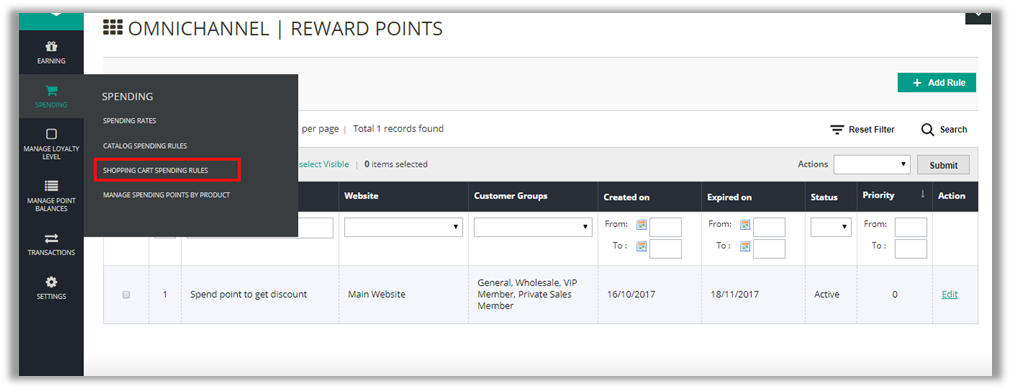 OMNICHANNEL | REWARD POINTS
EARNING
SPENDING
MANAGE LOYALTY
LEVEL
MANAGE POINT
BALANCES
TRANSACTIONS
SETTINGS
SPENDING
SPENDING RATES
CATALOG SPENDING RULES
SHOPPING CART SPENDING RULES
MANAGE SPENDING POINTS BY PRODUCT
+ Add Rule
per page | Total 1 records found
Reset Filter
Search
select Visible | 0 items selected
Actions
Submit
Website
Customer Groups
Created on
Expired on
Status
Priority ↓
Action
From:
To :
From:
To :
From:
To :
1
Spend point to get discount
Main Website
General, Wholesale, VIP
Member, Private Sales
Member
16/10/2017
18/11/2017
Active
0
Edit